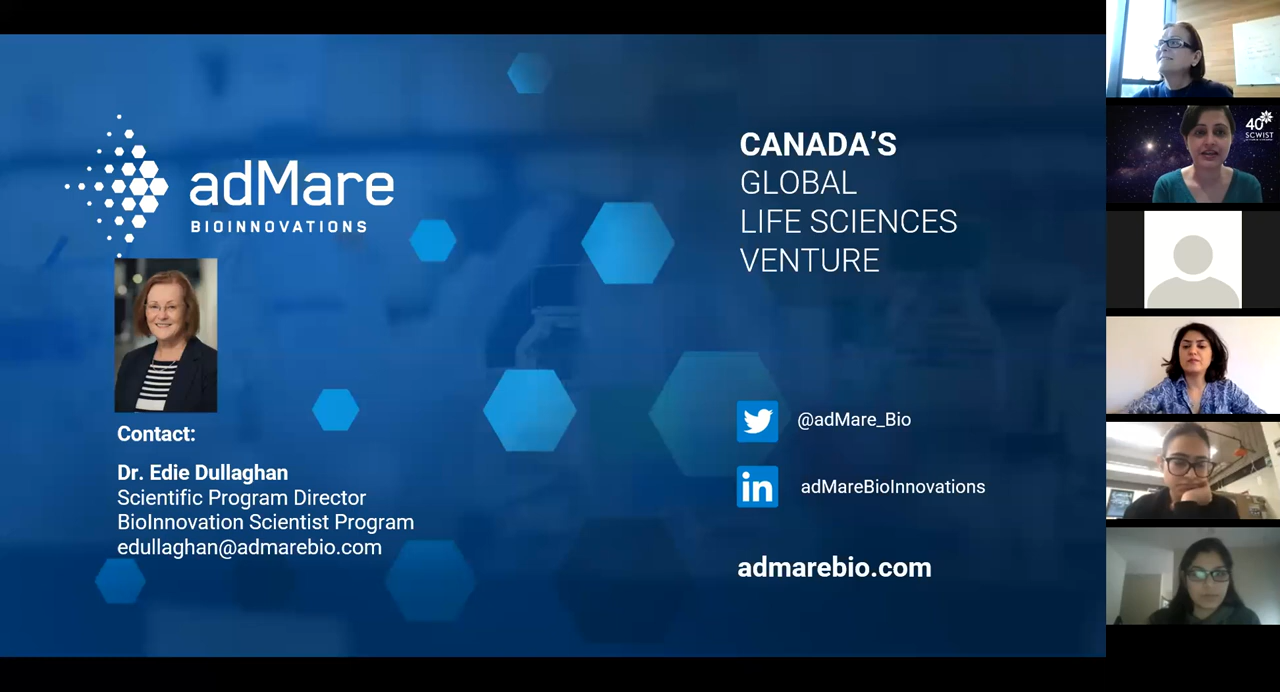 adMare
BIOINNOVATIONS
Contact:
Dr. Edie Dullaghan
Scientific Program Director
BioInnovation Scientist Program
edullaghan@admarebio.com
CANADA’S
GLOBAL
LIFE SCIENCES
VENTURE
@adMare_Bio
in
adMareBioInnovations
admarebio.com
40
SCWIST